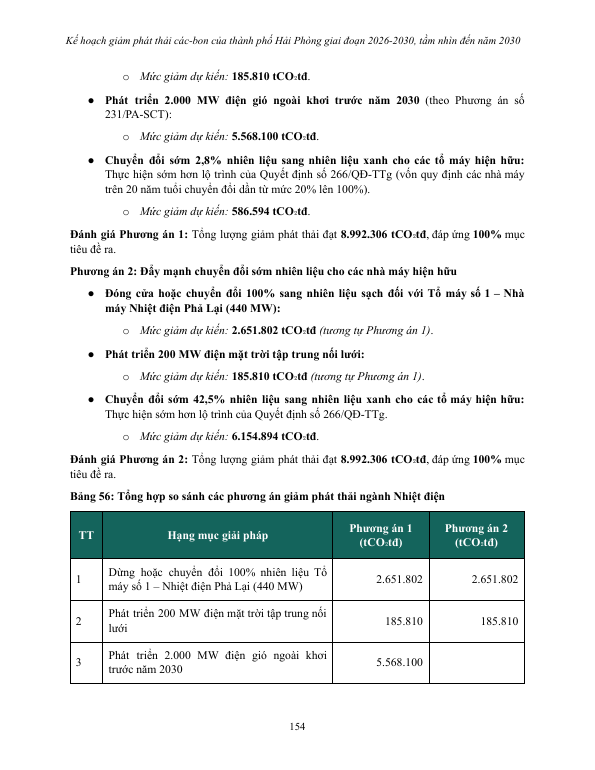 Kế hoạch giảm phát thải các-bon của thành phố Hải Phòng giai đoạn 2026-2030, tầm nhìn đến năm 2030
○ Mức giảm dự kiến: 185.810 tCO₂tđ.
● Phát triển 2.000 MW điện gió ngoài khơi trước năm 2030 (theo Phương án số
231/PA-SCT):
○ Mức giảm dự kiến: 5.568.100 tCO₂tđ.
● Chuyển đổi sớm 2,8% nhiên liệu sang nhiên liệu xanh cho các tổ máy hiện hữu:
Thực hiện sớm hơn lộ trình của Quyết định số 266/QĐ-TTg (vốn quy định các nhà máy
trên 20 năm tuổi chuyển đổi dần từ mức 20% lên 100%).
○ Mức giảm dự kiến: 586.594 tCO₂tđ.
Đánh giá Phương án 1: Tổng lượng giảm phát thải đạt 8.992.306 tCO₂tđ, đáp ứng 100% mục
tiêu đề ra.
Phương án 2: Đẩy mạnh chuyển đổi sớm nhiên liệu cho các nhà máy hiện hữu
● Đóng cửa hoặc chuyển đổi 100% sang nhiên liệu sạch đối với Tổ máy số 1 – Nhà
máy Nhiệt điện Phả Lại (440 MW):
○ Mức giảm dự kiến: 2.651.802 tCO₂tđ (tương tự Phương án 1).
● Phát triển 200 MW điện mặt trời tập trung nối lưới:
○ Mức giảm dự kiến: 185.810 tCO₂tđ (tương tự Phương án 1).
● Chuyển đổi sớm 42,5% nhiên liệu sang nhiên liệu xanh cho các tổ máy hiện hữu:
Thực hiện sớm hơn lộ trình của Quyết định số 266/QĐ-TTg.
○ Mức giảm dự kiến: 6.154.894 tCO₂tđ.
Đánh giá Phương án 2: Tổng lượng giảm phát thải đạt 8.992.306 tCO₂tđ, đáp ứng 100% mục
tiêu đề ra.
Bảng 56: Tổng hợp so sánh các phương án giảm phát thải ngành Nhiệt điện
TT Hạng mục giải pháp Phương án 1 (tCO₂tđ) Phương án 2 (tCO₂tđ)
1 Dừng hoặc chuyển đổi 100% nhiên liệu Tổ
máy số 1 – Nhiệt điện Phả Lại (440 MW) 2.651.802 2.651.802
2 Phát triển 200 MW điện mặt trời tập trung nối
lưới 185.810 185.810
3 Phát triển 2.000 MW điện gió ngoài khơi
trước năm 2030 5.568.100
154